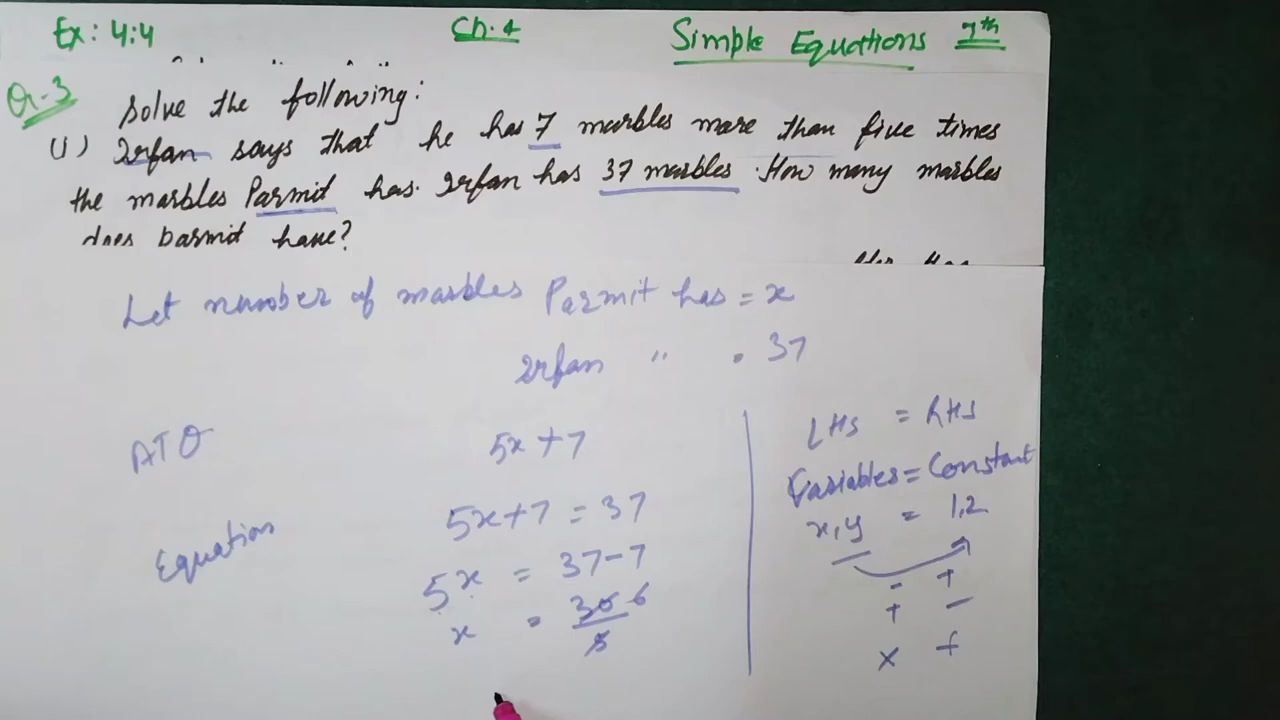 Ex: 4:4 Ch. 4 Simple Equations 7th
Q.3 Solve the following:
(i) Irfan says that he has 7 marbles more than five times
the marbles Parmit has. Irfan has 37 marbles. How many marbles
does parmit have?
Let number of marbles Parmit has = x
Irfan " = 37
ATQ 5x+7
Equation 5x+7 = 37
5x = 37-7
x = 30 6
5
LHS = RHS
Variables = Constant
x, y = 1,2
- +
+ -
× ÷